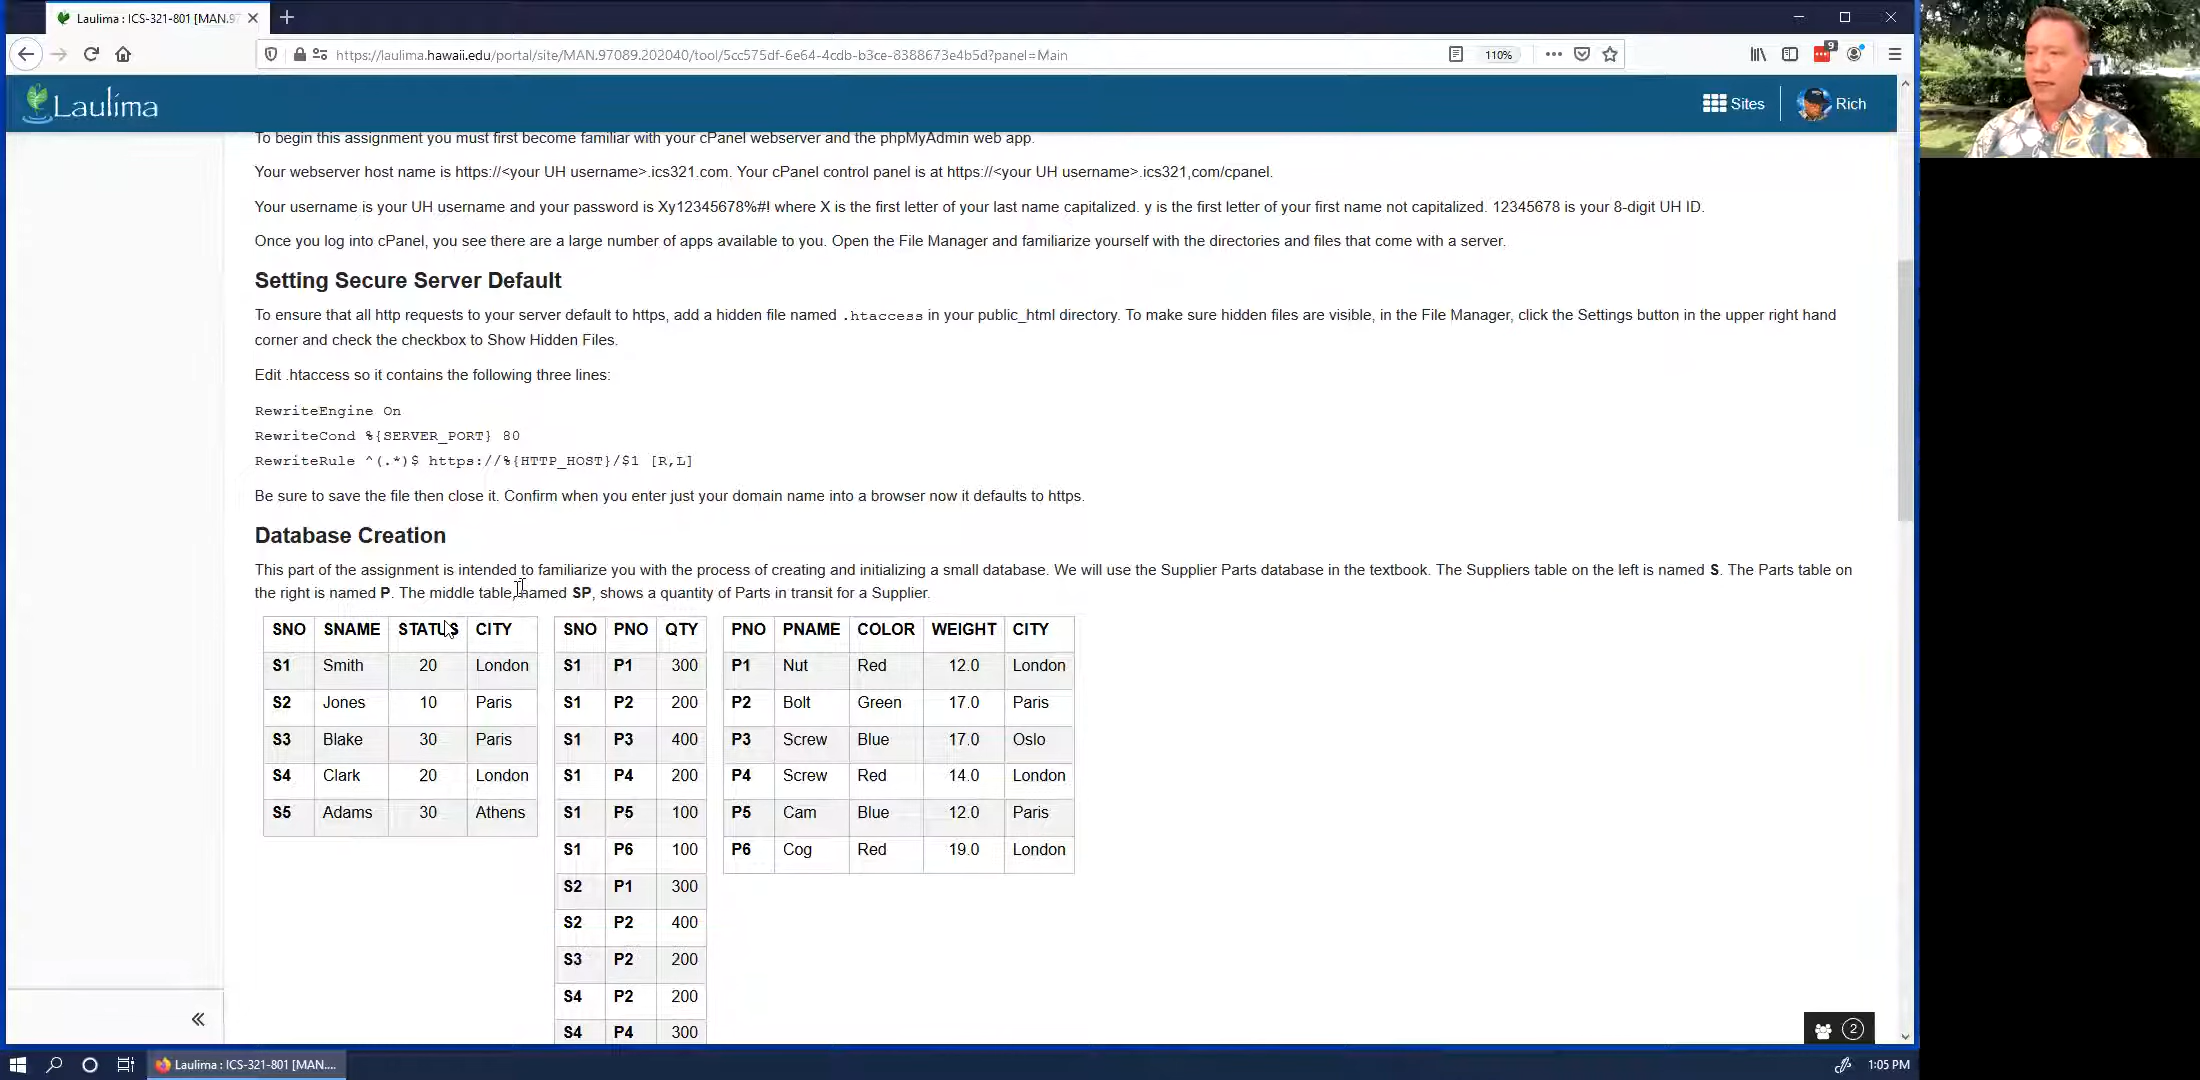 Laulima : ICS-321-801 [MAN.97
https://laulima.hawaii.edu/portal/site/MAN.97089.202040/tool/5cc575df-6e64-4cdb-b3ce-8388673e4b5d?panel=Main
110%
9
Laulima
Sites
Rich
To begin this assignment you must first become familiar with your cPanel webserver and the phpMyAdmin web app.
Your webserver host name is https://<your UH username>.ics321.com. Your cPanel control panel is at https://<your UH username>.ics321,com/cpanel.
Your username is your UH username and your password is Xy12345678%#! where X is the first letter of your last name capitalized. y is the first letter of your first name not capitalized. 12345678 is your 8-digit UH ID.
Once you log into cPanel, you see there are a large number of apps available to you. Open the File Manager and familiarize yourself with the directories and files that come with a server.
Setting Secure Server Default
To ensure that all http requests to your server default to https, add a hidden file named .htaccess in your public_html directory. To make sure hidden files are visible, in the File Manager, click the Settings button in the upper right hand
corner and check the checkbox to Show Hidden Files.
Edit .htaccess so it contains the following three lines:
RewriteEngine On
RewriteCond %{SERVER_PORT} 80
RewriteRule ^(.*)$ https://%{HTTP_HOST}/$1 [R,L]
Be sure to save the file then close it. Confirm when you enter just your domain name into a browser now it defaults to https.
Database Creation
This part of the assignment is intended to familiarize you with the process of creating and initializing a small database. We will use the Supplier Parts database in the textbook. The Suppliers table on the left is named S. The Parts table on
the right is named P. The middle table, named SP, shows a quantity of Parts in transit for a Supplier.
SNO SNAME STATUS CITY
S1 Smith 20 London
S2 Jones 10 Paris
S3 Blake 30 Paris
S4 Clark 20 London
S5 Adams 30 Athens
SNO PNO QTY
S1 P1 300
S1 P2 200
S1 P3 400
S1 P4 200
S1 P5 100
S1 P6 100
S2 P1 300
S2 P2 400
S3 P2 200
S4 P2 200
S4 P4 300
PNO PNAME COLOR WEIGHT CITY
P1 Nut Red 12.0 London
P2 Bolt Green 17.0 Paris
P3 Screw Blue 17.0 Oslo
P4 Screw Red 14.0 London
P5 Cam Blue 12.0 Paris
P6 Cog Red 19.0 London
2
Laulima : ICS-321-801 [MAN....
1:05 PM